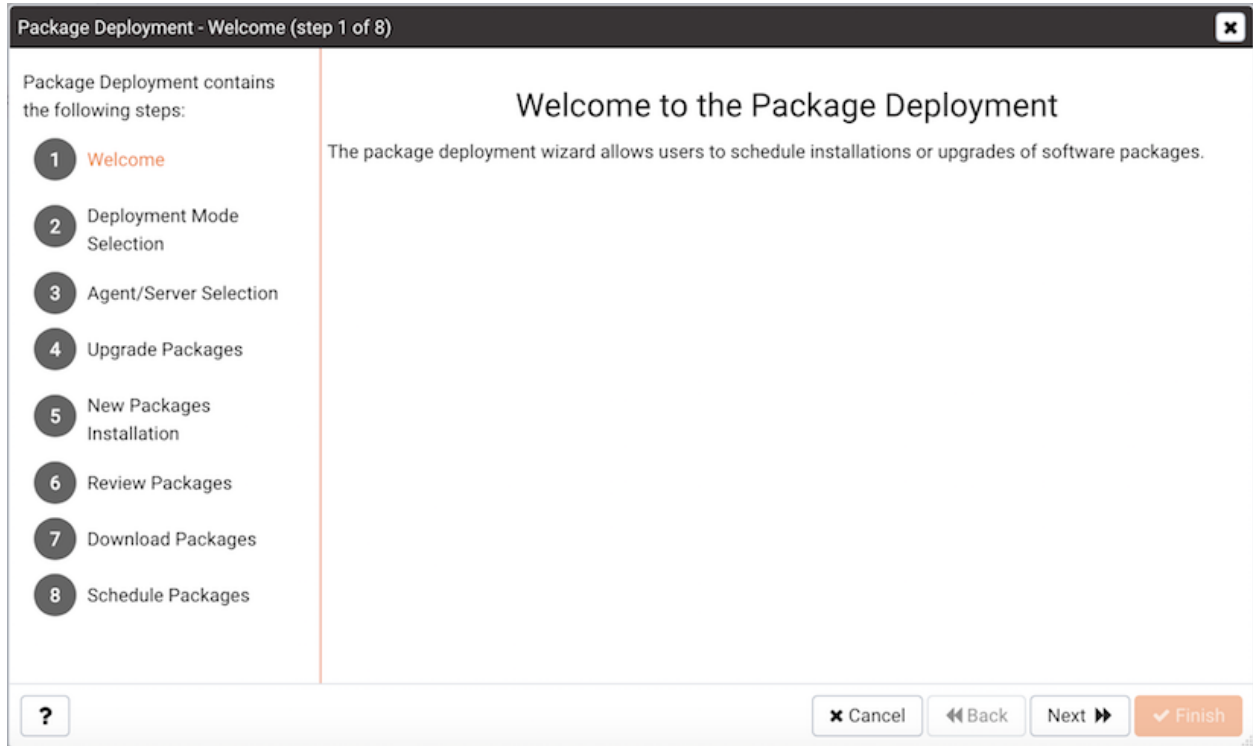 Package Deployment - Welcome (step 1 of 8)
Package Deployment contains
the following steps:
1 Welcome
2 Deployment Mode
Selection
3 Agent/Server Selection
4 Upgrade Packages
5 New Packages
Installation
6 Review Packages
7 Download Packages
8 Schedule Packages
Welcome to the Package Deployment
The package deployment wizard allows users to schedule installations or upgrades of software packages.
? Cancel Back Next Finish